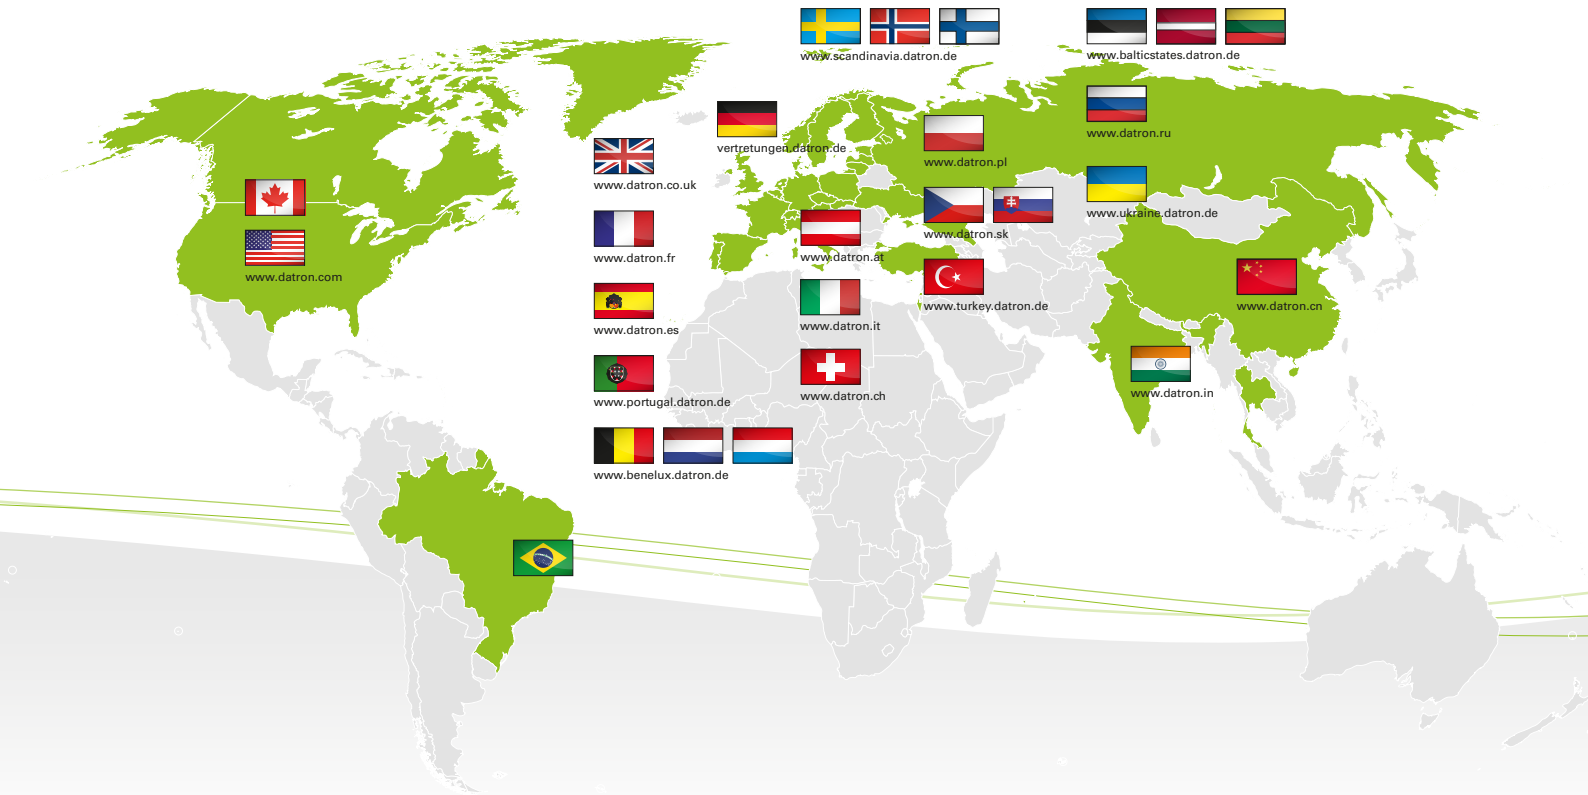 www.scandinavia.datron.de
www.balticstates.datron.de
www.datron.ru
vertretungen.datron.de
www.datron.pl
www.datron.co.uk
www.ukraine.datron.de
www.datron.sk
www.datron.fr
www.datron.at
www.datron.com
www.turkey.datron.de
www.datron.cn
www.datron.it
www.datron.es
www.datron.in
www.datron.ch
www.portugal.datron.de
www.benelux.datron.de